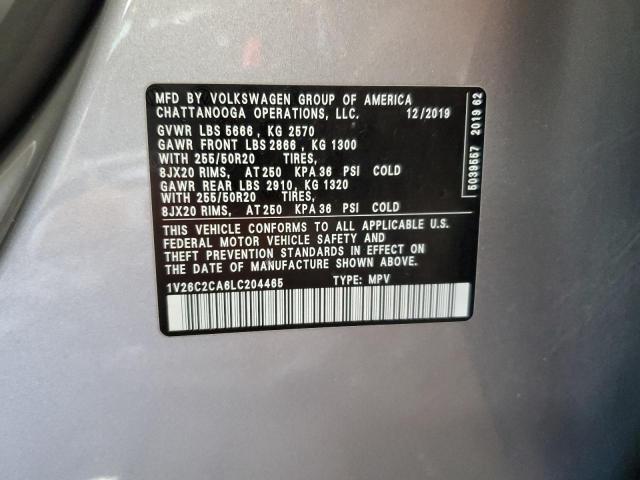 MFD BY VOLKSWAGEN GROUP OF AMERICA
CHATTANOOGA OPERATIONS, LLC. 12/2019
GVWR LBS 5666 , KG 2570
GAWR FRONT LBS 2866 , KG 1300
WITH 255/50R20 TIRES,
8JX20 RIMS, AT 250 KPA 36 PSI COLD
GAWR REAR LBS 2910, KG 1320
WITH 255/50R20 TIRES,
8JX20 RIMS, AT 250 KPA 36 PSI COLD
THIS VEHICLE CONFORMS TO ALL APPLICABLE U.S.
FEDERAL MOTOR VEHICLE SAFETY AND
THEFT PREVENTION STANDARDS IN EFFECT ON
THE DATE OF MANUFACTURE SHOWN ABOVE.
1V26C2CA6LC204465 TYPE: MPV
5039557 2019 62